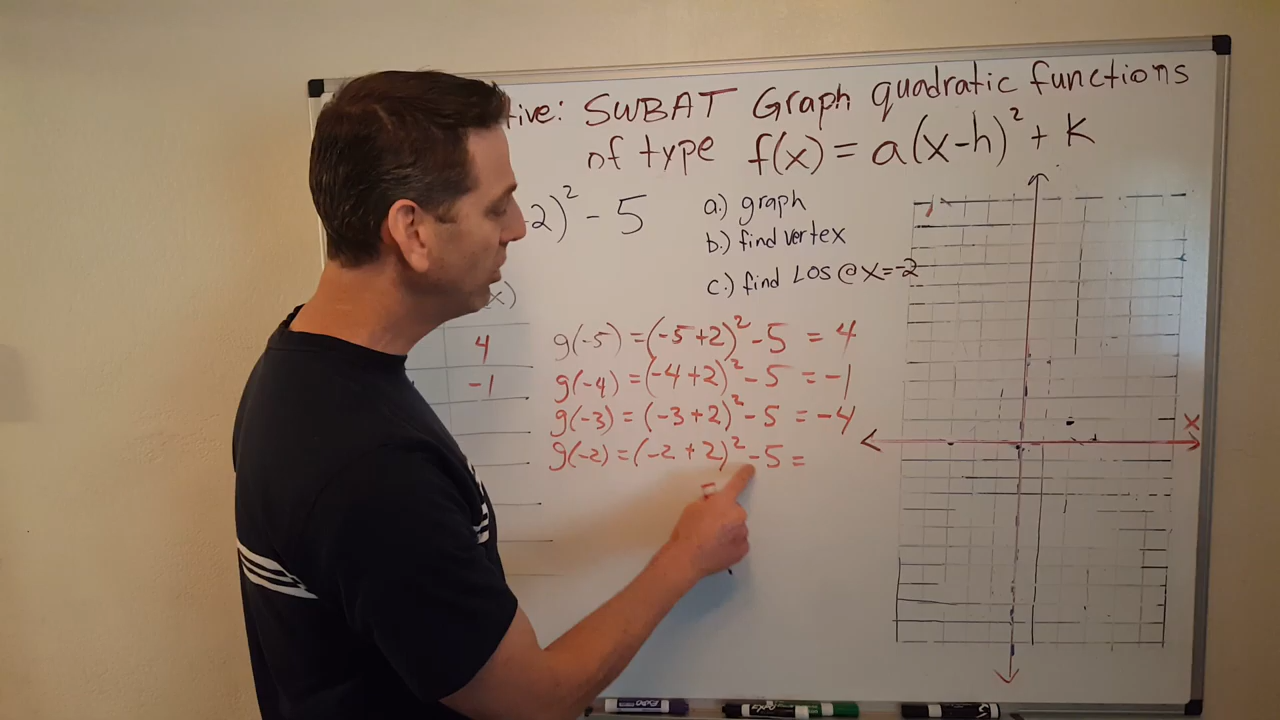 SWBAT Graph quadratic functions
of type f(x) = a(x-h)² + K
2)² - 5
a.) graph
b.) find vertex
c.) find LOS @ x=-2
x)
4
-1
g(-5) = (-5+2)² - 5 = 4
g(-4) = (-4+2)² - 5 = -1
g(-3) = (-3+2)² - 5 = -4
g(-2) = (-2+2)² - 5 =
X
EXPO